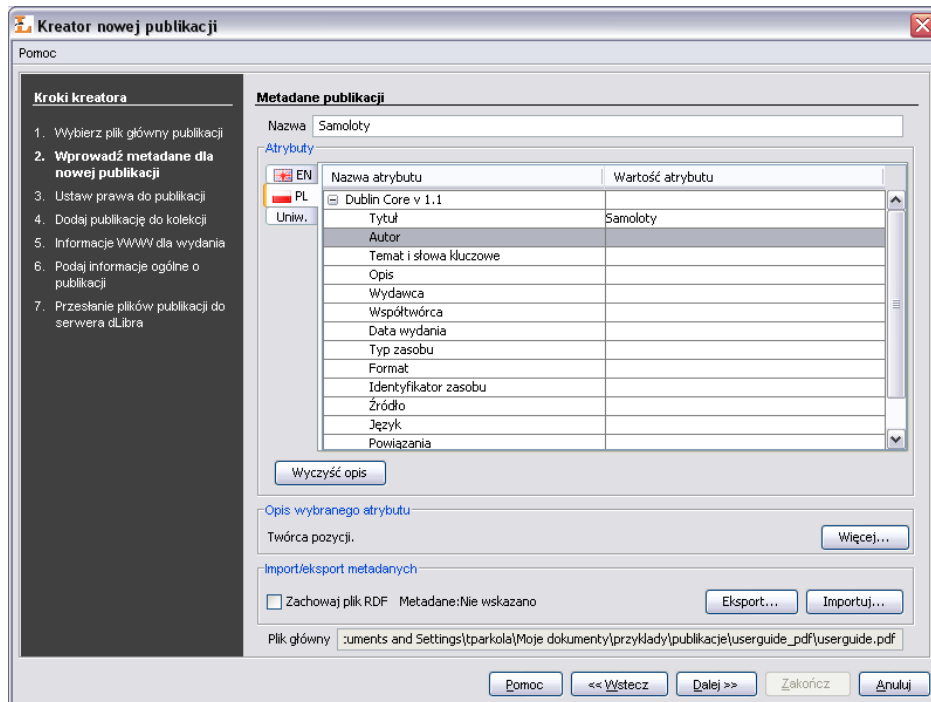 Kreator nowej publikacji
Pomoc
Kroki kreatora
1. Wybierz plik główny publikacji
2. Wprowadź metadane dla
nowej publikacji
3. Ustaw prawa do publikacji
4. Dodaj publikację do kolekcji
5. Informacje WWW dla wydania
6. Podaj informacje ogólne o
publikacji
7. Przesłanie plików publikacji do
serwera dLibra
Metadane publikacji
Nazwa Samoloty
Atrybuty
EN
PL
Uniw.
Nazwa atrybutu Wartość atrybutu
Dublin Core v 1.1
Tytuł Samoloty
Autor
Temat i słowa kluczowe
Opis
Wydawca
Współtwórca
Data wydania
Typ zasobu
Format
Identyfikator zasobu
Źródło
Język
Powiązania
Wyczyść opis
Opis wybranego atrybutu
Twórca pozycji.
Więcej...
Import/eksport metadanych
Zachowaj plik RDF Metadane:Nie wskazano
Eksport... Importuj...
Plik główny :uments and Settings\tparkola\Moje dokumenty\przyklady\publikacje\userguide_pdf\userguide.pdf
Pomoc << Wstecz Dalej >> Zakończ Anuluj